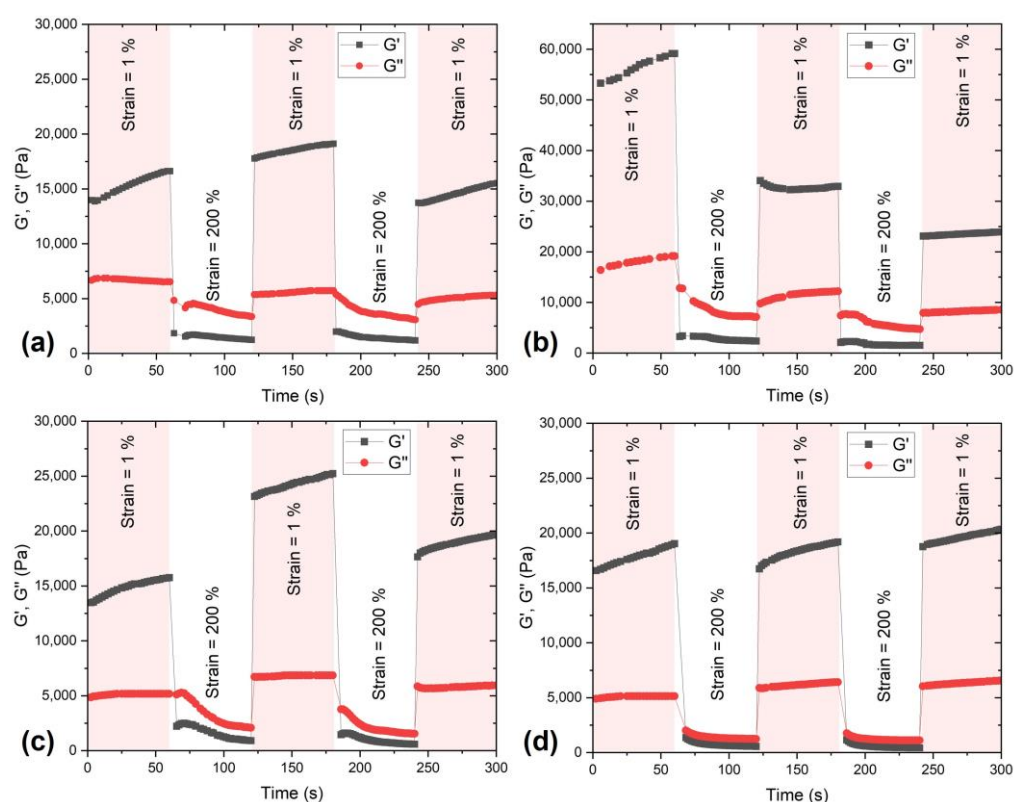 30,000
25,000
20,000
15,000
10,000
5,000
0
G', G'' (Pa)
Strain = 1 %
Strain = 200 %
Strain = 1 %
Strain = 200 %
Strain = 1 %
G'
G''
(a)
0 50 100 150 200 250 300
Time (s)
60,000
50,000
40,000
30,000
20,000
10,000
0
G', G'' (Pa)
Strain = 1 %
Strain = 200 %
Strain = 1 %
Strain = 200 %
Strain = 1 %
G'
G''
(b)
0 50 100 150 200 250 300
Time (s)
30,000
25,000
20,000
15,000
10,000
5,000
0
G', G'' (Pa)
Strain = 1 %
Strain = 200 %
Strain = 1 %
Strain = 200 %
Strain = 1 %
G'
G''
(c)
0 50 100 150 200 250 300
Time (s)
30,000
25,000
20,000
15,000
10,000
5,000
0
G', G'' (Pa)
Strain = 1 %
Strain = 200 %
Strain = 1 %
Strain = 200 %
Strain = 1 %
G'
G''
(d)
0 50 100 150 200 250 300
Time (s)